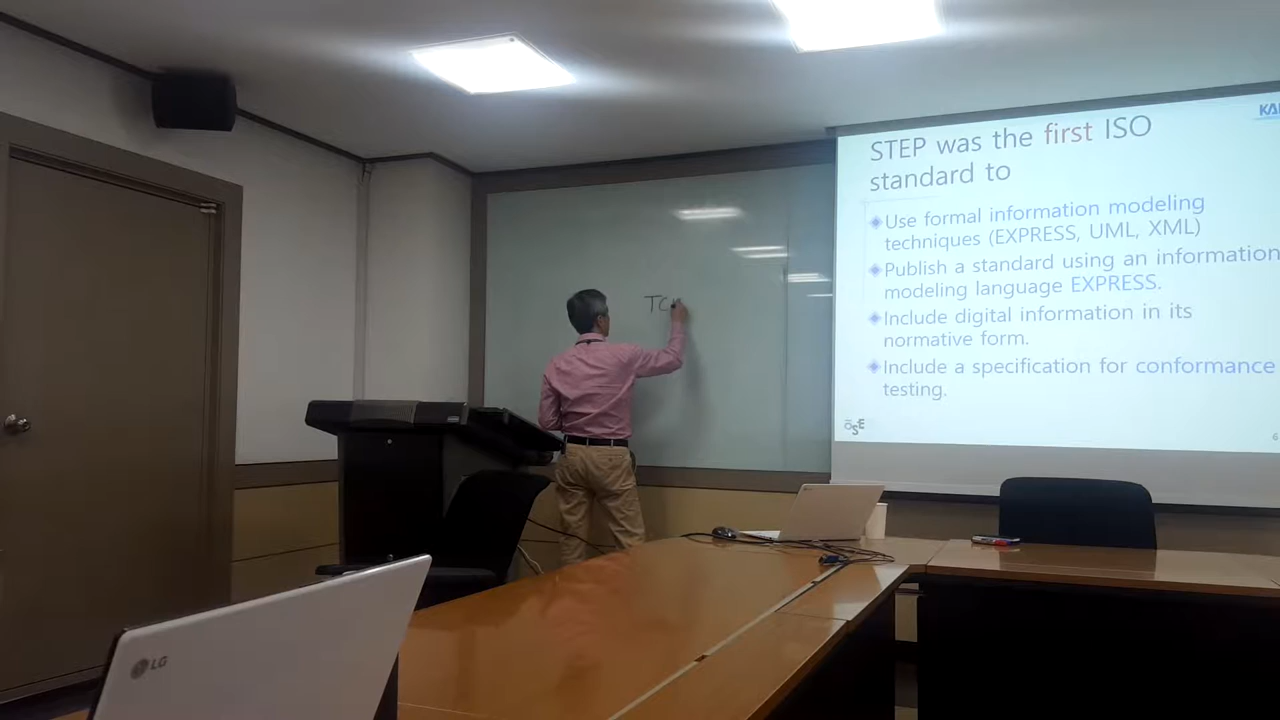 STEP was the first ISO
standard to
Use formal information modeling
techniques (EXPRESS, UML, XML)
Publish a standard using an information
modeling language EXPRESS.
Include digital information in its
normative form.
Include a specification for conformance
testing.
6
TC
LG